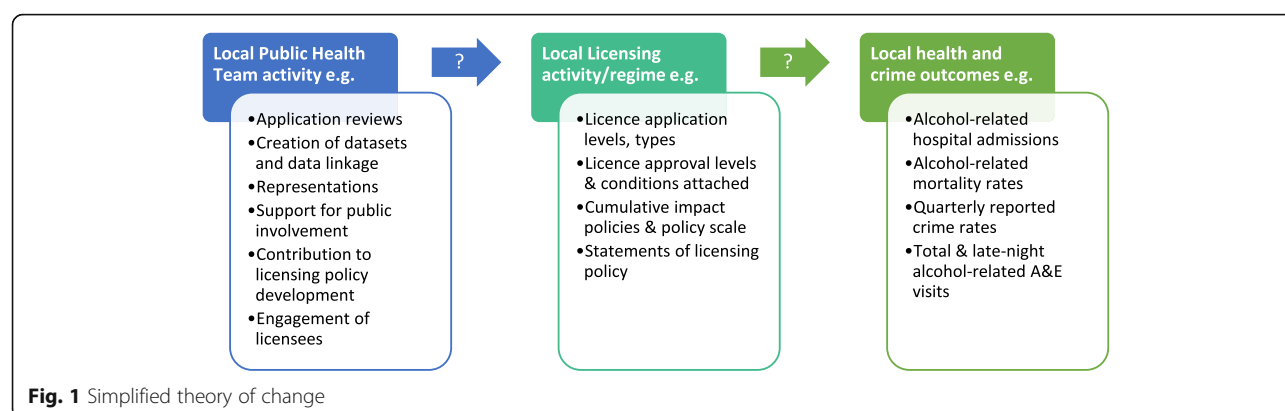 Local Public Health
Team activity e.g.
•Application reviews
•Creation of datasets
and data linkage
•Representations
•Support for public
involvement
•Contribution to
licensing policy
development
•Engagement of
licensees
?
Local Licensing
activity/regime e.g.
•Licence application
levels, types
•Licence approval levels
& conditions attached
•Cumulative impact
policies & policy scale
•Statements of licensing
policy
?
Local health and
crime outcomes e.g.
•Alcohol-related
hospital admissions
•Alcohol-related
mortality rates
•Quarterly reported
crime rates
•Total & late-night
alcohol-related A&E
visits
Fig. 1 Simplified theory of change